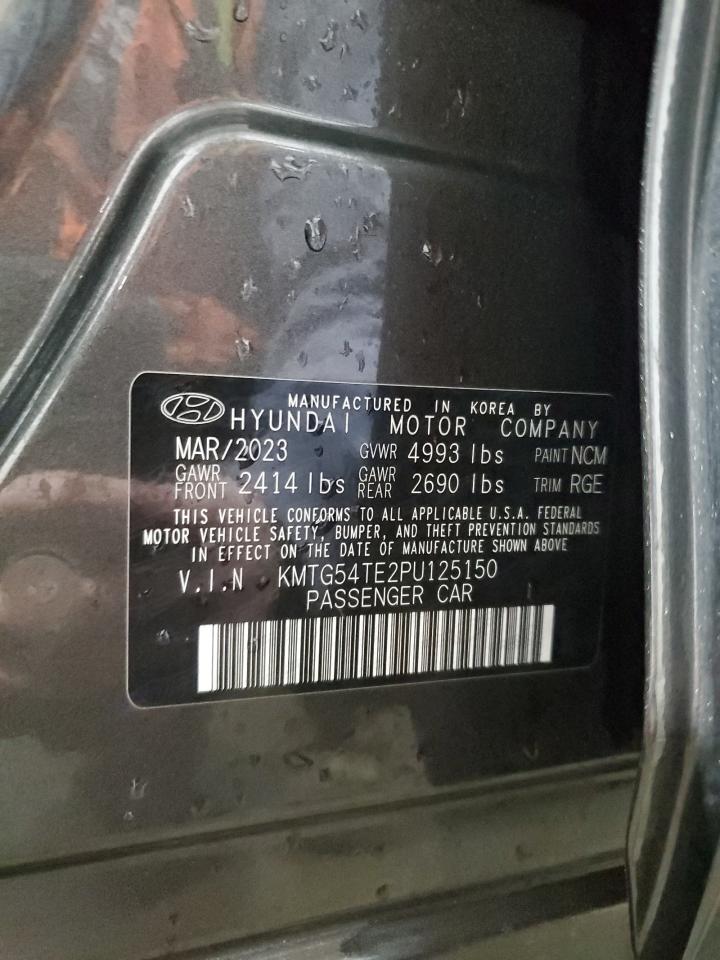 MANUFACTURED IN KOREA BY
HYUNDAI MOTOR COMPANY
MAR/2023 GVWR 4993 lbs PAINT NCM
GAWR FRONT 2414 lbs GAWR REAR 2690 lbs TRIM RGE
THIS VEHICLE CONFORMS TO ALL APPLICABLE U.S.A. FEDERAL
MOTOR VEHICLE SAFETY, BUMPER, AND THEFT PREVENTION STANDARDS
IN EFFECT ON THE DATE OF MANUFACTURE SHOWN ABOVE
V.I.N KMTG54TE2PU125150
PASSENGER CAR